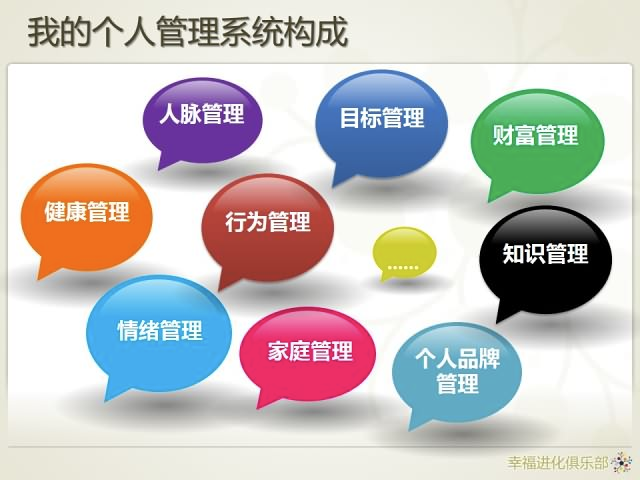 我的个人管理系统构成
人脉管理
目标管理
财富管理
健康管理
行为管理
......
知识管理
情绪管理
家庭管理
个人品牌
管理
幸福进化俱乐部